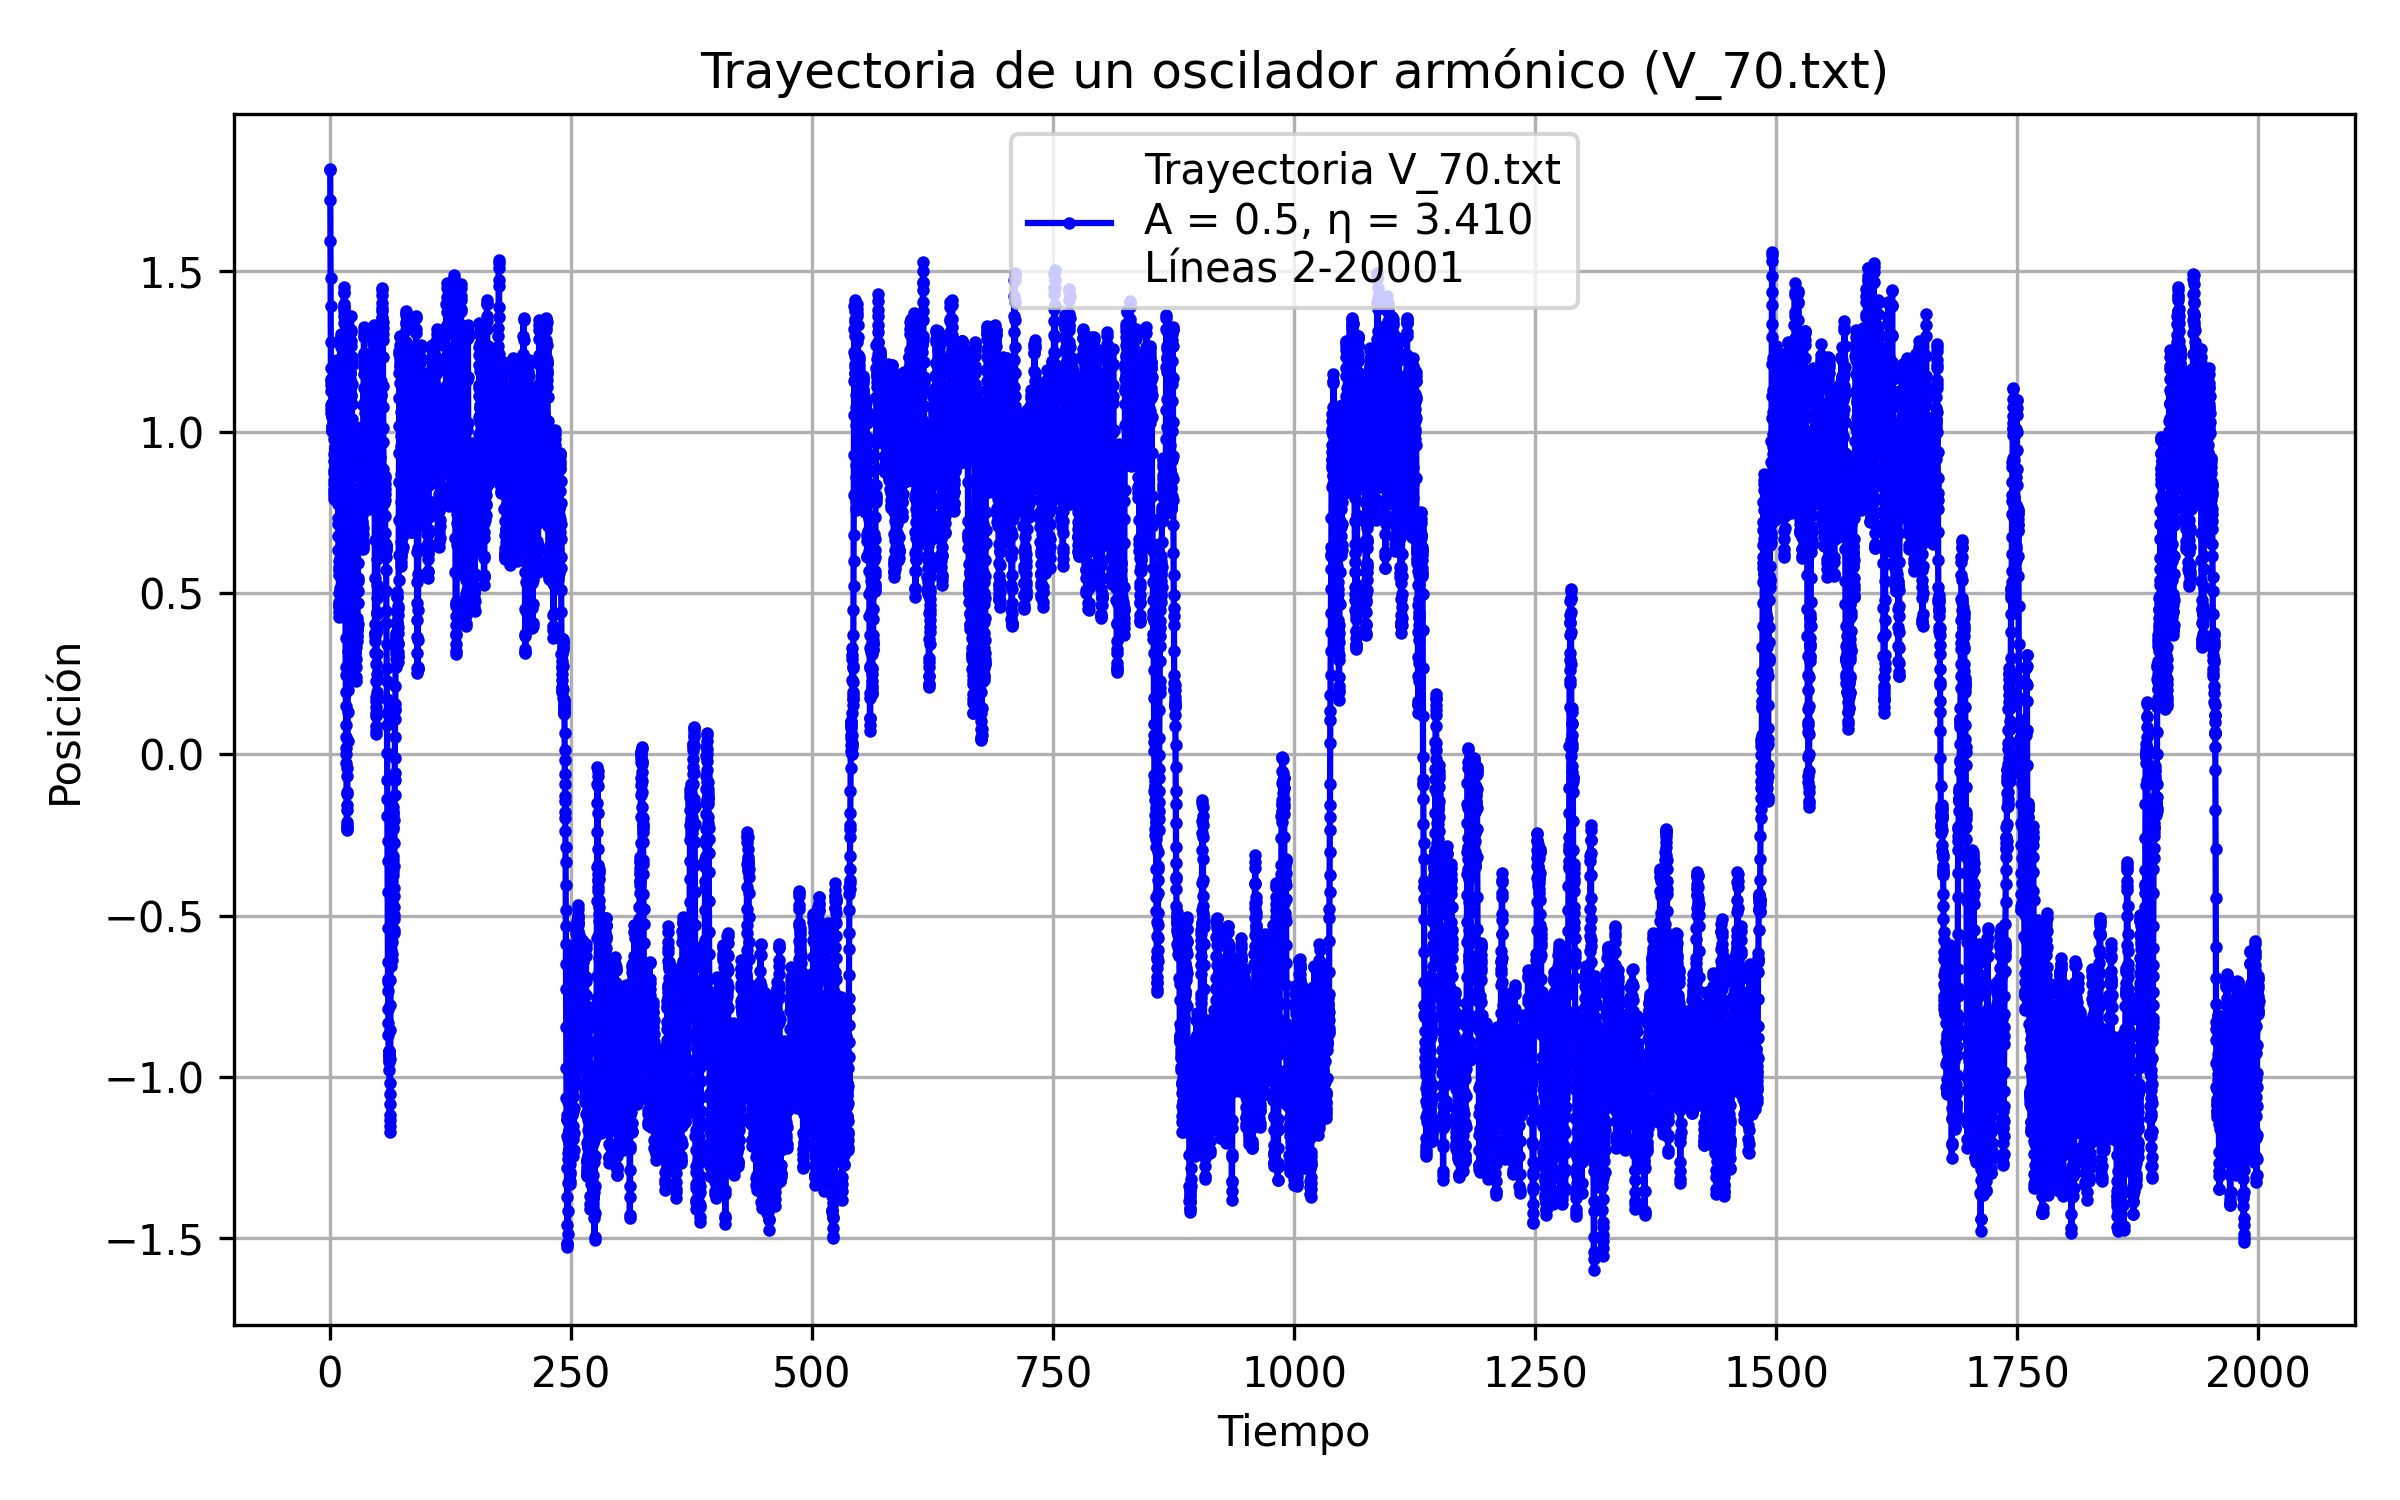 Trayectoria de un oscilador armónico (V_70.txt)
Trayectoria V_70.txt
A = 0.5, η = 3.410
Líneas 2-20001
1.5
1.0
0.5
0.0
−0.5
−1.0
−1.5
Posición
0
250
500
750
1000
1250
1500
1750
2000
Tiempo